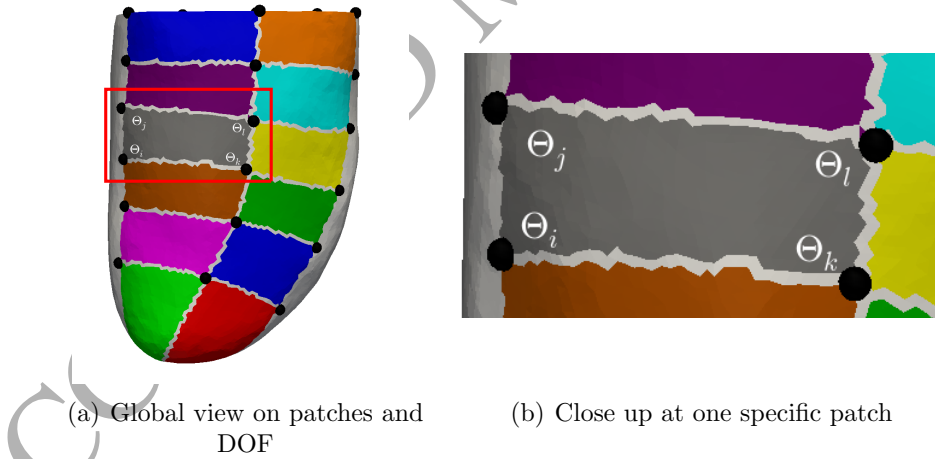 Θj Θl
Θi Θk
Θj
Θl
Θi
Θk
(a) Global view on patches and
DOF
(b) Close up at one specific patch